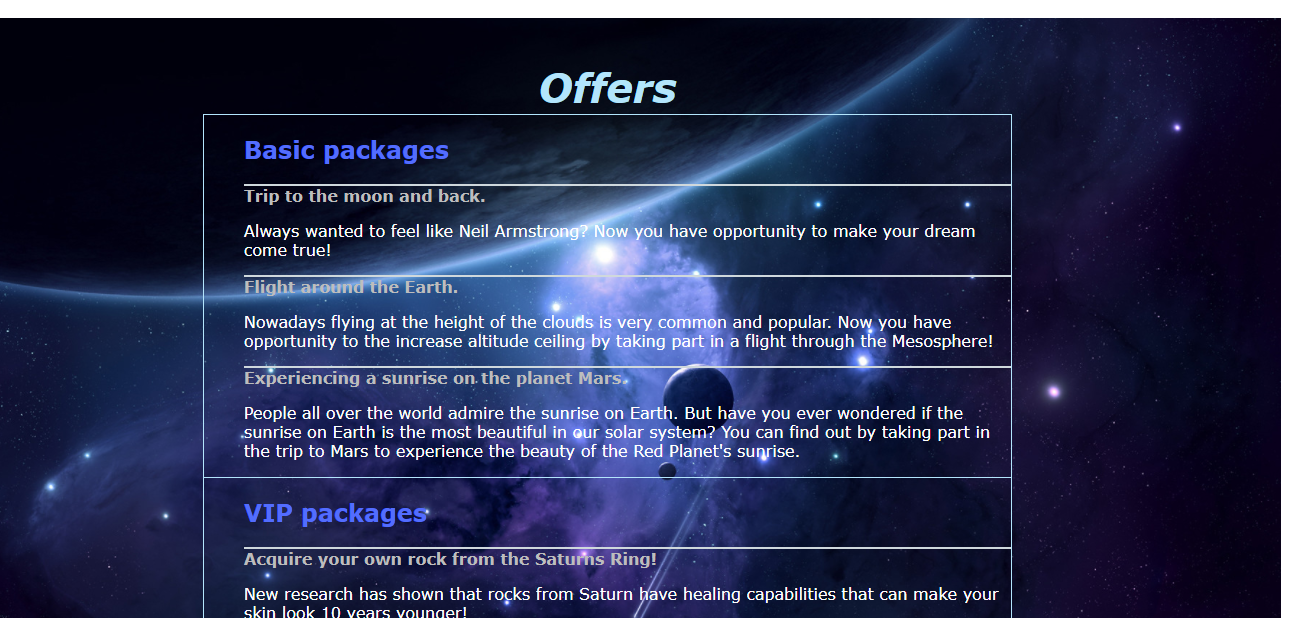 Offers
Basic packages
Trip to the moon and back.
Always wanted to feel like Neil Armstrong? Now you have opportunity to make your dream
come true!
Flight around the Earth.
Nowadays flying at the height of the clouds is very common and popular. Now you have
opportunity to the increase altitude ceiling by taking part in a flight through the Mesosphere!
Experiencing a sunrise on the planet Mars.
People all over the world admire the sunrise on Earth. But have you ever wondered if the
sunrise on Earth is the most beautiful in our solar system? You can find out by taking part in
the trip to Mars to experience the beauty of the Red Planet's sunrise.
VIP packages
Acquire your own rock from the Saturns Ring!
New research has shown that rocks from Saturn have healing capabilities that can make your
skin look 10 years younger!